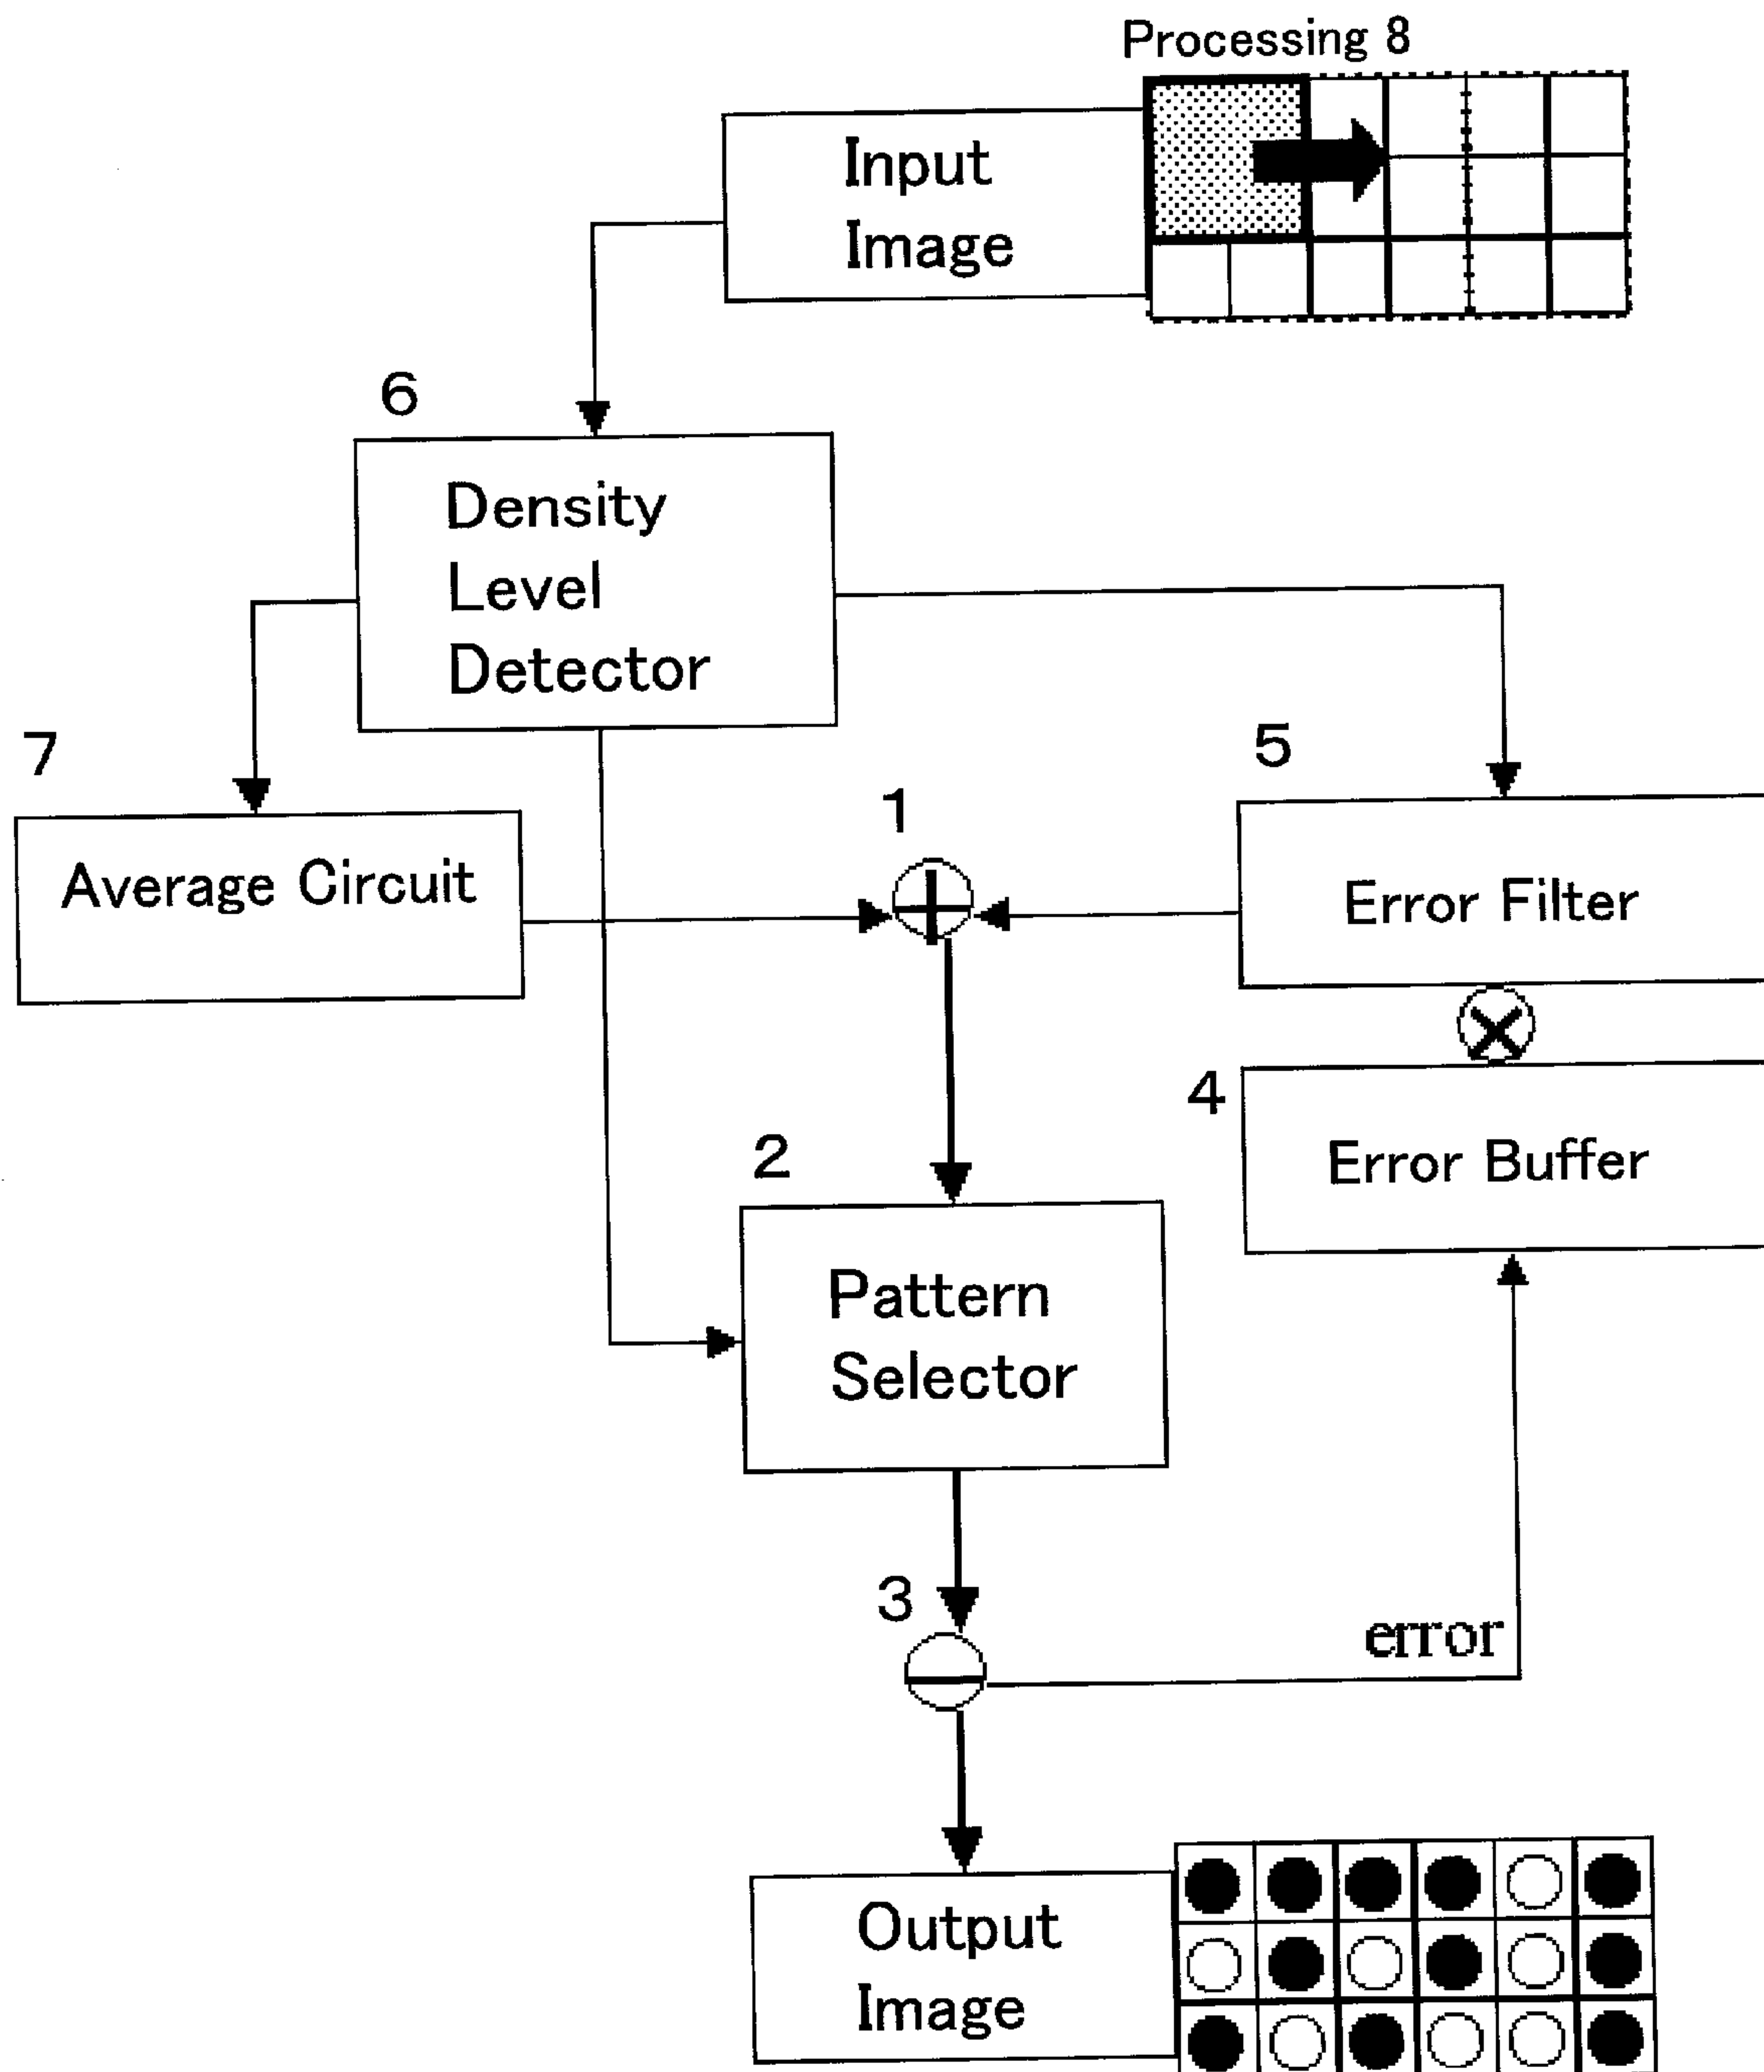 Processing 8
Input
Image
6
Density
Level
Detector
7
Average Circuit
1
5
Error Filter
4
Error Buffer
2
Pattern
Selector
3
error
Output
Image